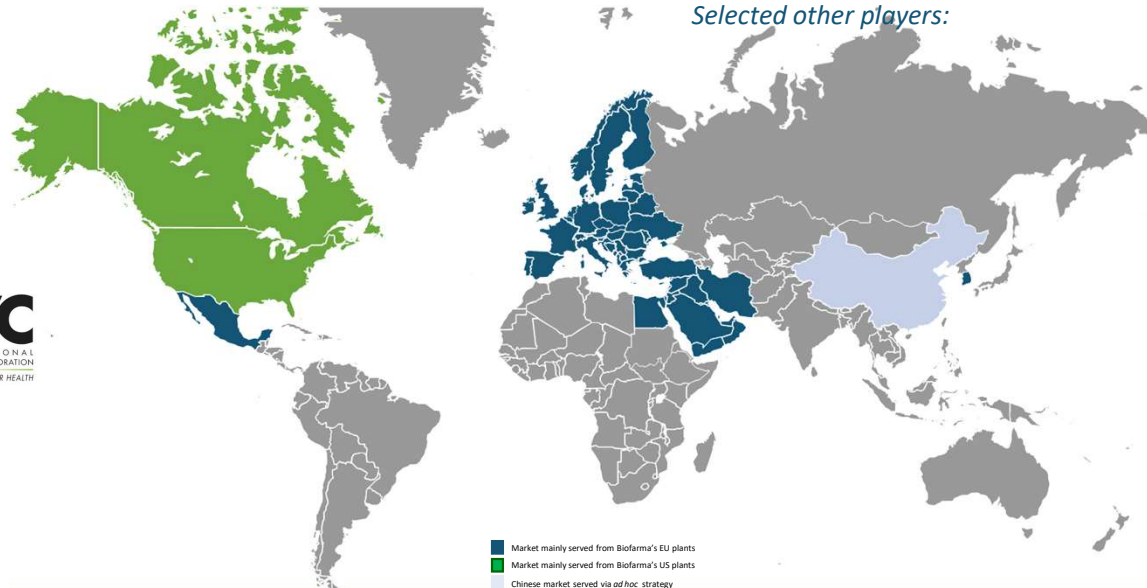 Selected other players:
C
ONAL
ORATION
R HEALTH
Market mainly served from Biofarma's EU plants
Market mainly served from Biofarma's US plants
Chinese market served via ad hoc strategy